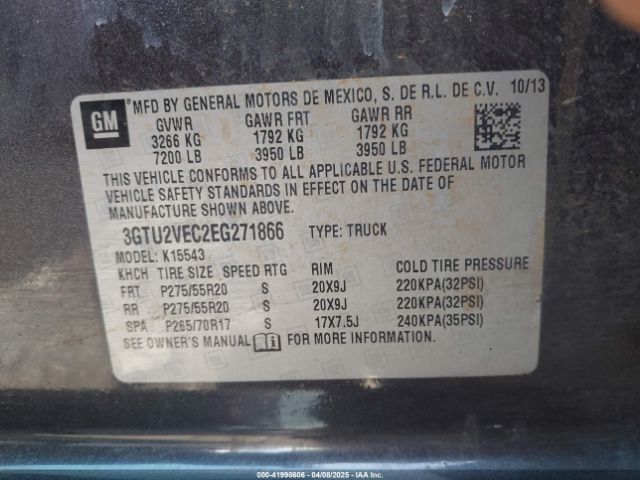 MFD BY GENERAL MOTORS DE MEXICO, S. DE R.L. DE C.V. 10/13
GM
GVWR GAWR FRT GAWR RR
3266 KG 1792 KG 1792 KG
7200 LB 3950 LB 3950 LB
THIS VEHICLE CONFORMS TO ALL APPLICABLE U.S. FEDERAL MOTOR
VEHICLE SAFETY STANDARDS IN EFFECT ON THE DATE OF
MANUFACTURE SHOWN ABOVE.
3GTU2VEC2EG271866 TYPE: TRUCK
MODEL: K15543
KHCH TIRE SIZE SPEED RTG RIM COLD TIRE PRESSURE
FRT P275/55R20 S 20X9J 220KPA(32PSI)
RR P275/55R20 S 20X9J 220KPA(32PSI)
SPA P265/70R17 S 17X7.5J 240KPA(35PSI)
SEE OWNER'S MANUAL FOR MORE INFORMATION
000-41998606 - 04/08/2025 - IAA Inc.